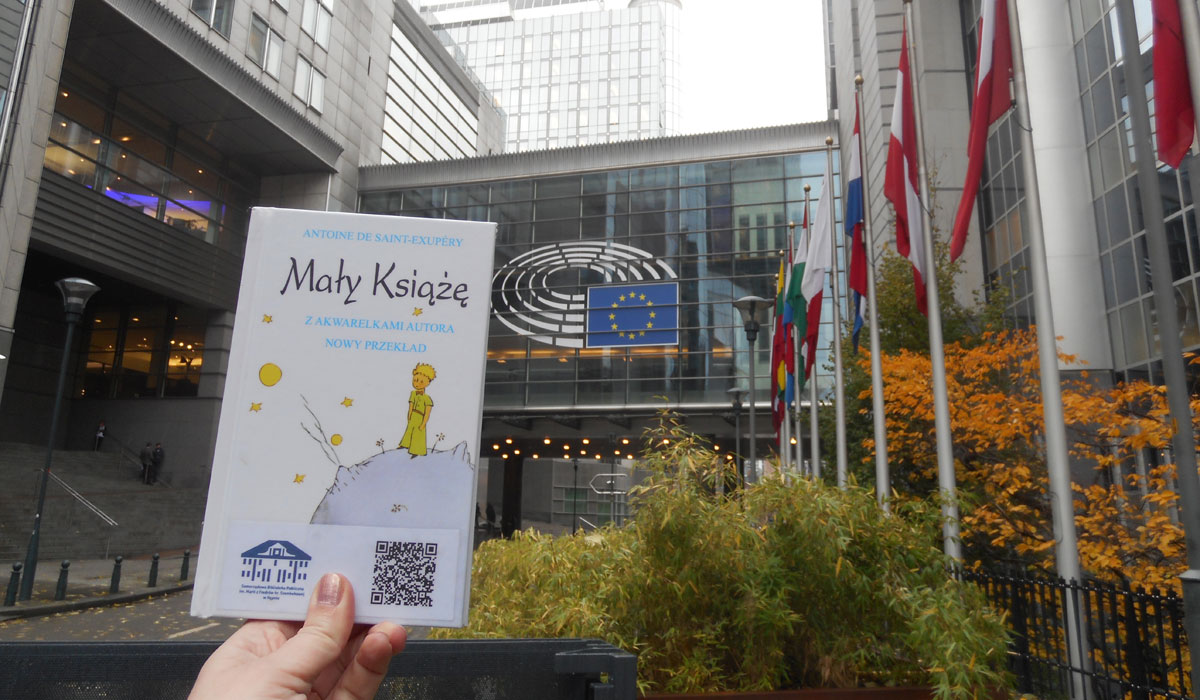 ANTOINE DE SAINT-EXUPÉRY
Mały Książę
Z AKWARELKAMI AUTORA
NOWY PRZEKŁAD